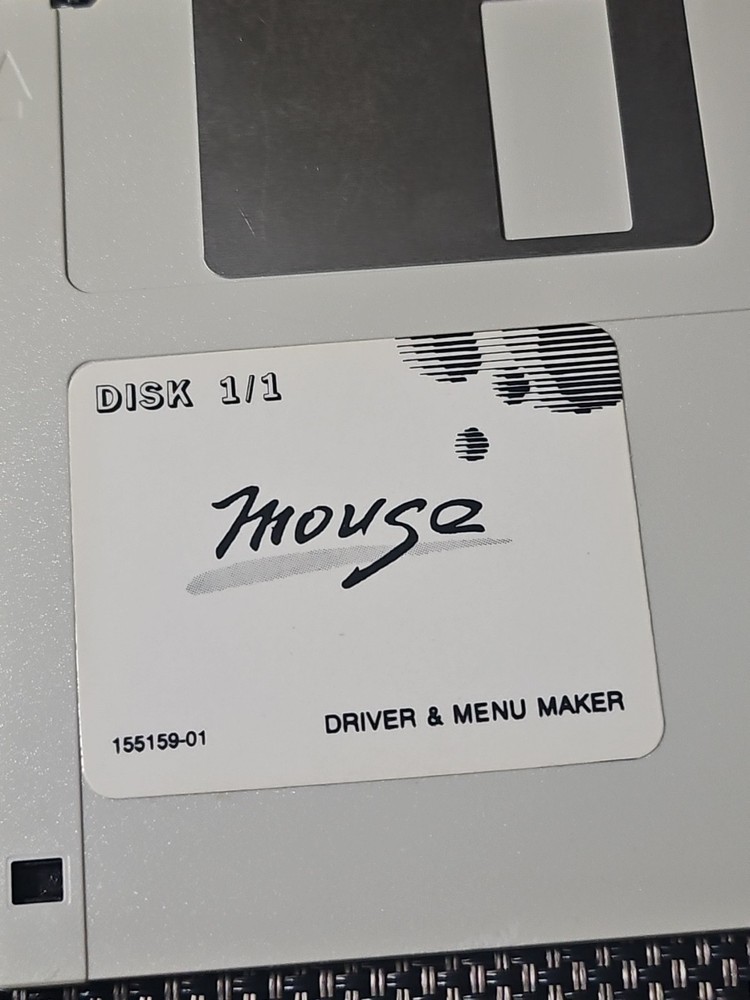 DISK 1/1
mouse
155159-01
DRIVER & MENU MAKER